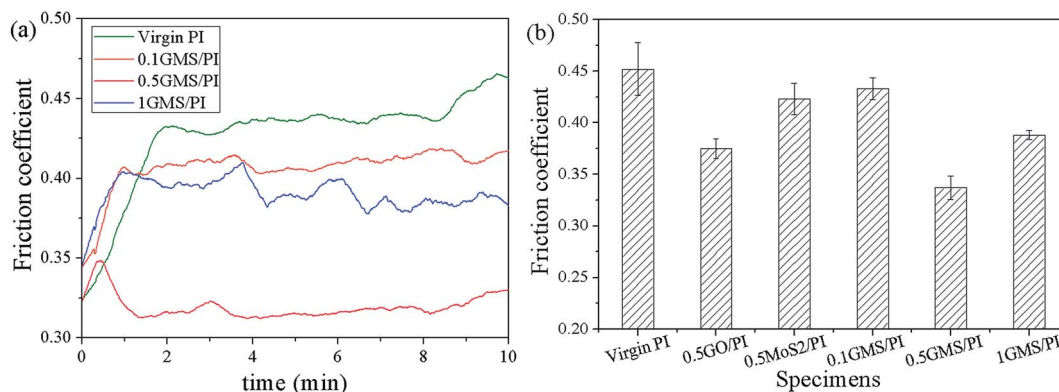 (a)
Friction coefficient
0.50
0.45
0.40
0.35
0.30
Virgin PI
0.1GMS/PI
0.5GMS/PI
1GMS/PI
0 2 4 6 8 10
time (min)
(b)
Friction coefficient
0.50
0.45
0.40
0.35
0.30
0.25
0.20
Virgin PI 0.5GO/PI 0.5MoS2/PI 0.1GMS/PI 0.5GMS/PI 1GMS/PI
Specimens